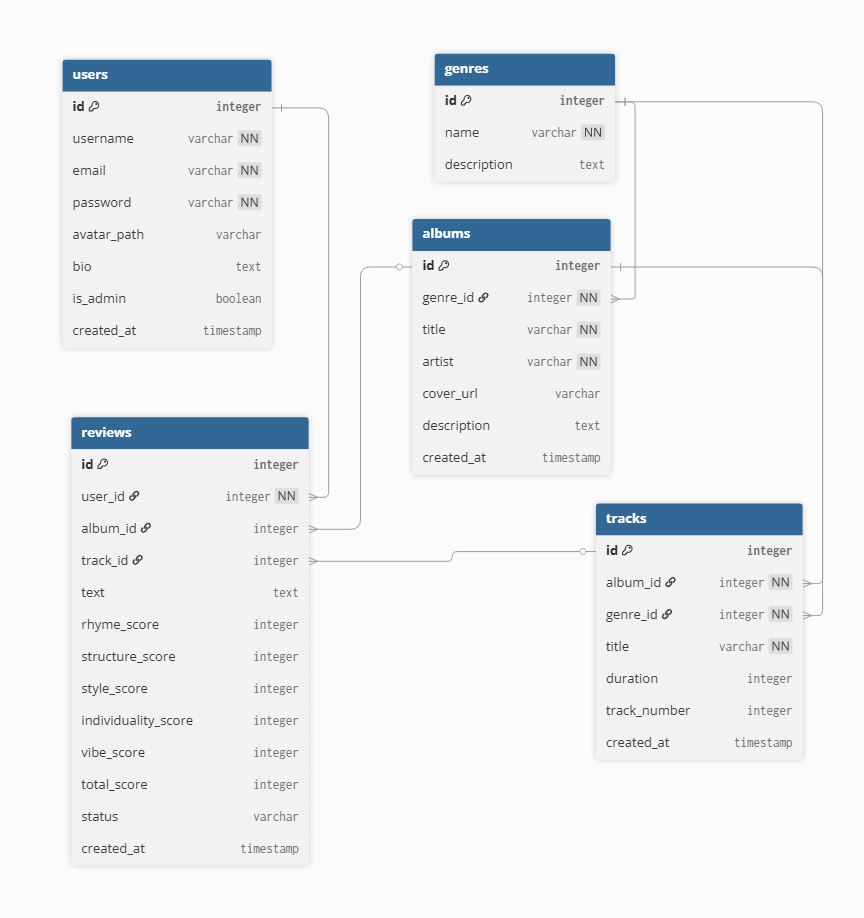 users
id integer
username varchar NN
email varchar NN
password varchar NN
avatar_path varchar
bio text
is_admin boolean
created_at timestamp
genres
id integer
name varchar NN
description text
albums
id integer
genre_id integer NN
title varchar NN
artist varchar NN
cover_url varchar
description text
created_at timestamp
reviews
id integer
user_id integer NN
album_id integer
track_id integer
text text
rhyme_score integer
structure_score integer
style_score integer
individuality_score integer
vibe_score integer
total_score integer
status varchar
created_at timestamp
tracks
id integer
album_id integer NN
genre_id integer NN
title varchar NN
duration integer
track_number integer
created_at timestamp